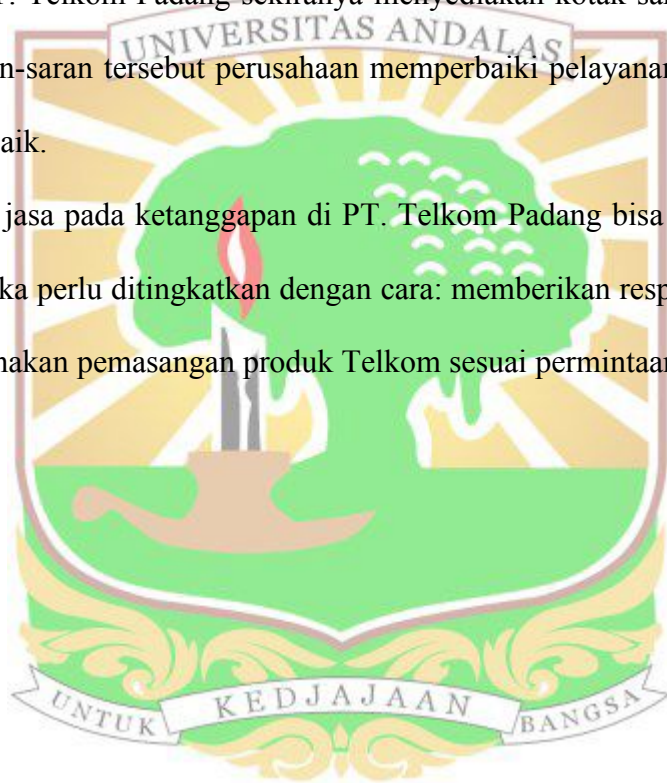 Telkom Padang sekiranya menyediakan kotak
UNIVERSITAS ANDALAS
n-saran tersebut perusahaan memperbaiki pelayanan
aik.
jasa pada ketanggapan di PT. Telkom Padang bisa
ka perlu ditingkatkan dengan cara: memberikan resp
nakan pemasangan produk Telkom sesuai permintaan
UNTUK KEDJAJAAN BANGSA